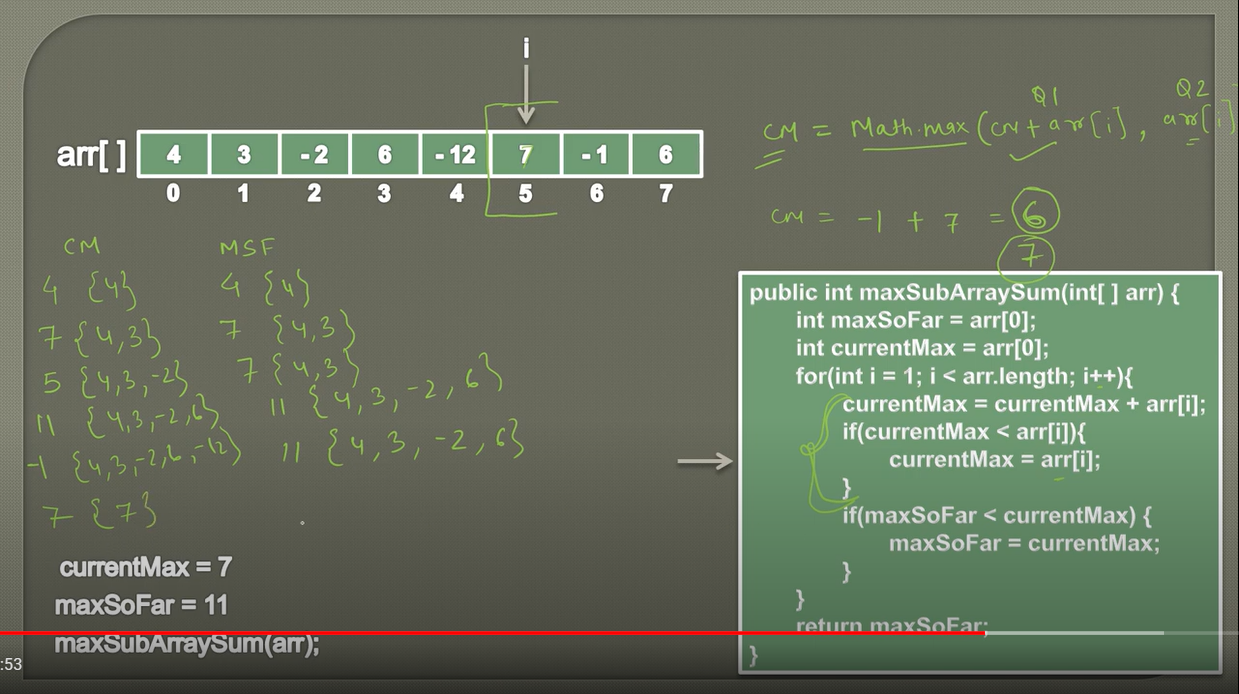 i
Q1 Q2
arr[ ] 4 3 -2 6 -12 7 -1 6
0 1 2 3 4 5 6 7
CM = Math.max (CM + arr[i], arr[i]
CM = -1 + 7 = 6
7
CM MSF
4 {4} 4 {4}
7 {4,3} 7 {4,3}
5 {4,3,-2} 7 {4,3}
11 {4,3,-2,6} 11 {4,3,-2,6}
-1 {4,3,-2,6,-12} 11 {4,3,-2,6}
7 {7}
currentMax = 7
maxSoFar = 11
maxSubArraySum(arr);
:53
public int maxSubArraySum(int[ ] arr) {
int maxSoFar = arr[0];
int currentMax = arr[0];
for(int i = 1; i < arr.length; i++){
currentMax = currentMax + arr[i];
if(currentMax < arr[i]){
currentMax = arr[i];
}
if(maxSoFar < currentMax) {
maxSoFar = currentMax;
}
}
return maxSoFar;
}